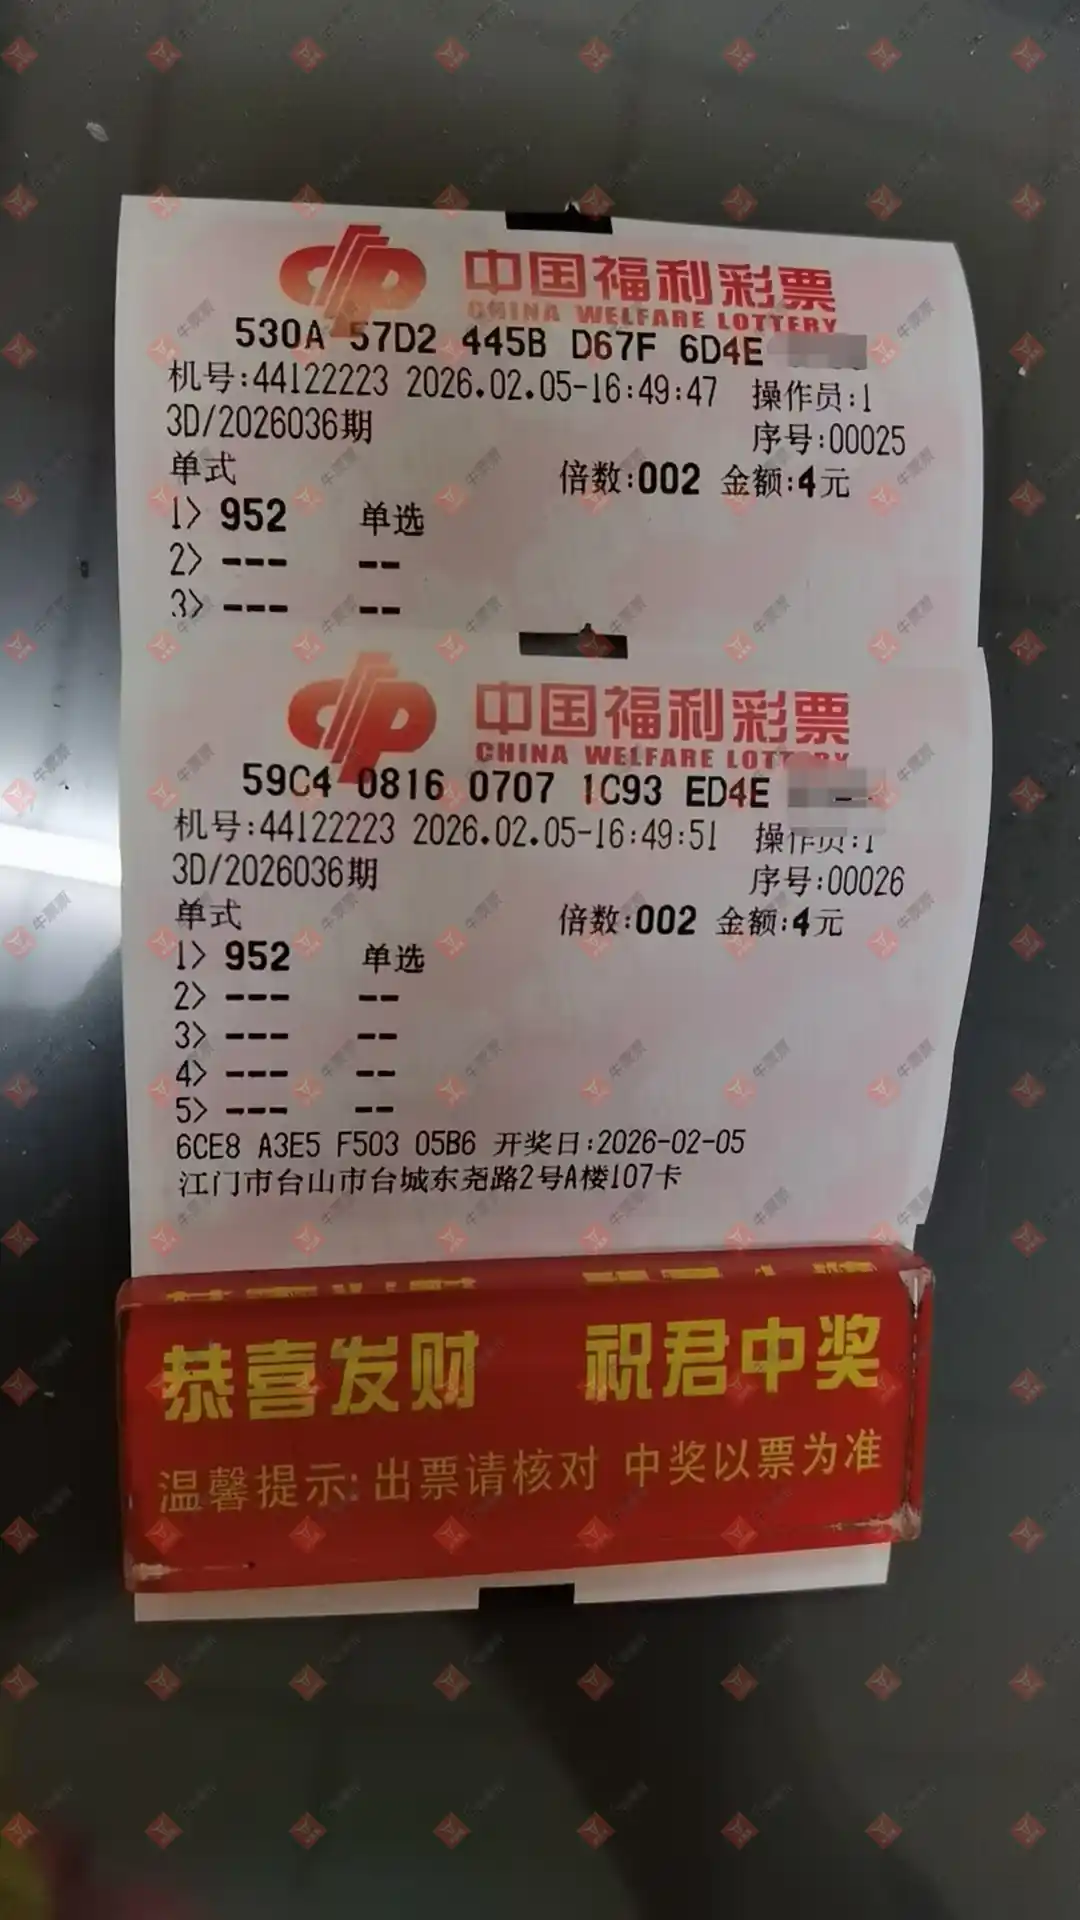 中国福利彩票
CHINA WELFARE LOTTERY
530A 57D2 445B D67F 6D4E
机号:44122223 2026.02.05-16:49:47 操作员:1
3D/2026036期 序号:00025
单式 倍数:002 金额:4元
1> 952 单选
2> --- --
3> --- --
中国福利彩票
CHINA WELFARE LOTTERY
59C4 0816 0707 1C93 ED4E
机号:44122223 2026.02.05-16:49:51 操作员:1
3D/2026036期 序号:00026
单式 倍数:002 金额:4元
1> 952 单选
2> --- --
3> --- --
4> --- --
5> --- --
6CE8 A3E5 F503 05B6 开奖日:2026-02-05
江门市台山市台城东尧路2号A楼107卡
恭喜发财 祝君中奖
温馨提示: 出票请核对 中奖以票为准